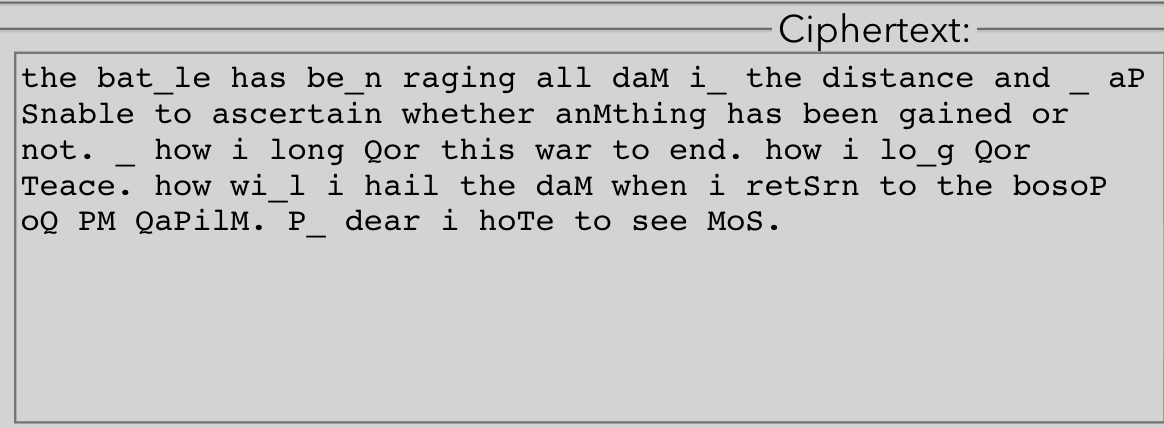 Ciphertext:
the bat_le has be_n raging all daM i_ the distance and _ aP
Snable to ascertain whether anMthing has been gained or
not. _ how i long Qor this war to end. how i lo_g Qor
Teace. how wi_l i hail the daM when i retSrn to the bosoP
oQ PM QaPilM. P_ dear i hoTe to see MoS.